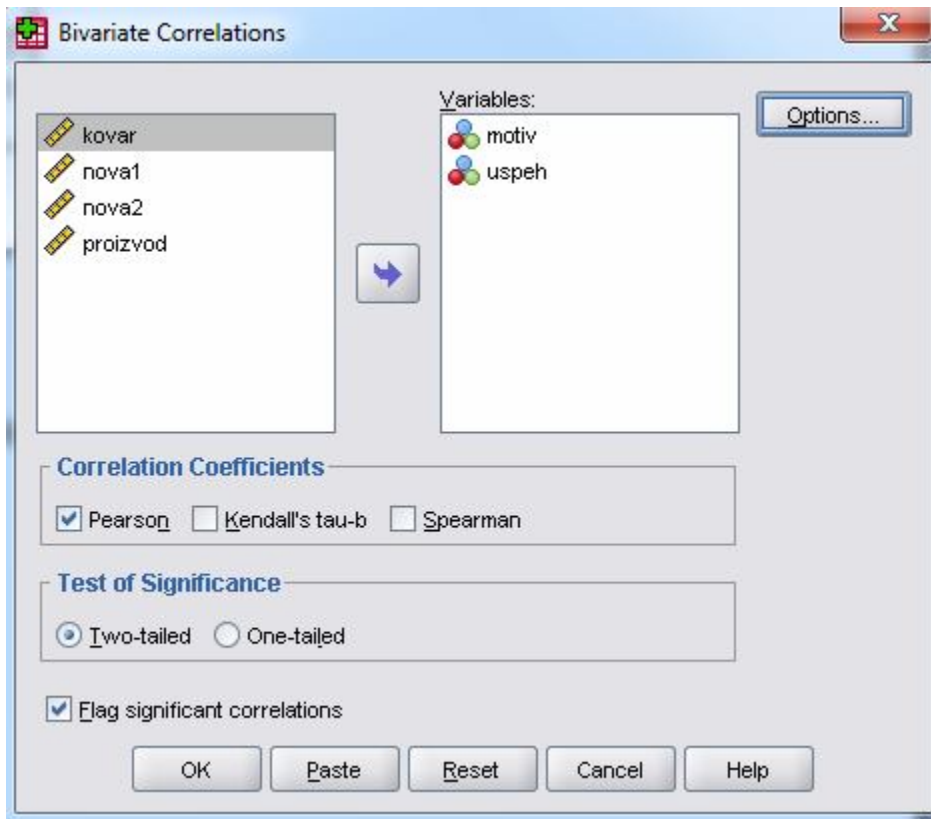 Bivariate Correlations
Variables:
Options...
kovar
nova1
nova2
proizvod
motiv
uspeh
Correlation Coefficients
Pearson Kendall's tau-b Spearman
Test of Significance
Two-tailed One-tailed
Flag significant correlations
OK Paste Reset Cancel Help